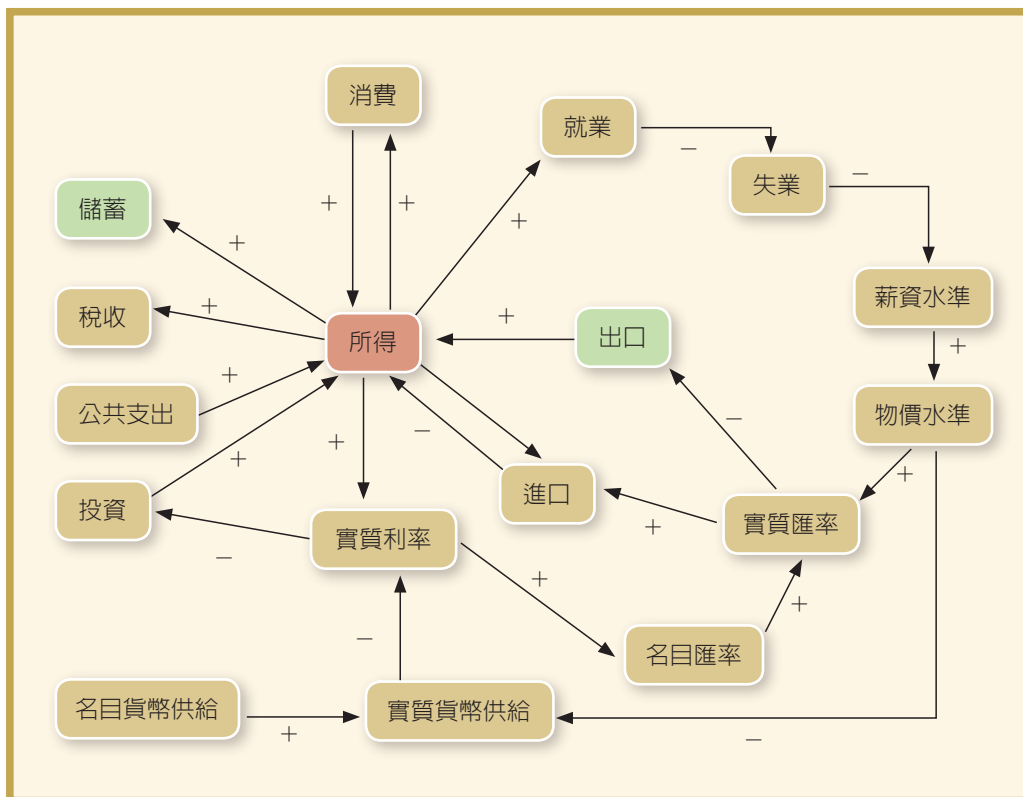 消費
就業
－
失業
－
儲蓄
＋
＋
＋
＋
薪資水準
稅收
＋
＋
出口
＋
所得
公共支出
＋
－
－
物價水準
＋
＋
＋
投資
進口
實質匯率
實質利率
＋
－
＋
＋
－
名目匯率
名目貨幣供給
實質貨幣供給
＋
－